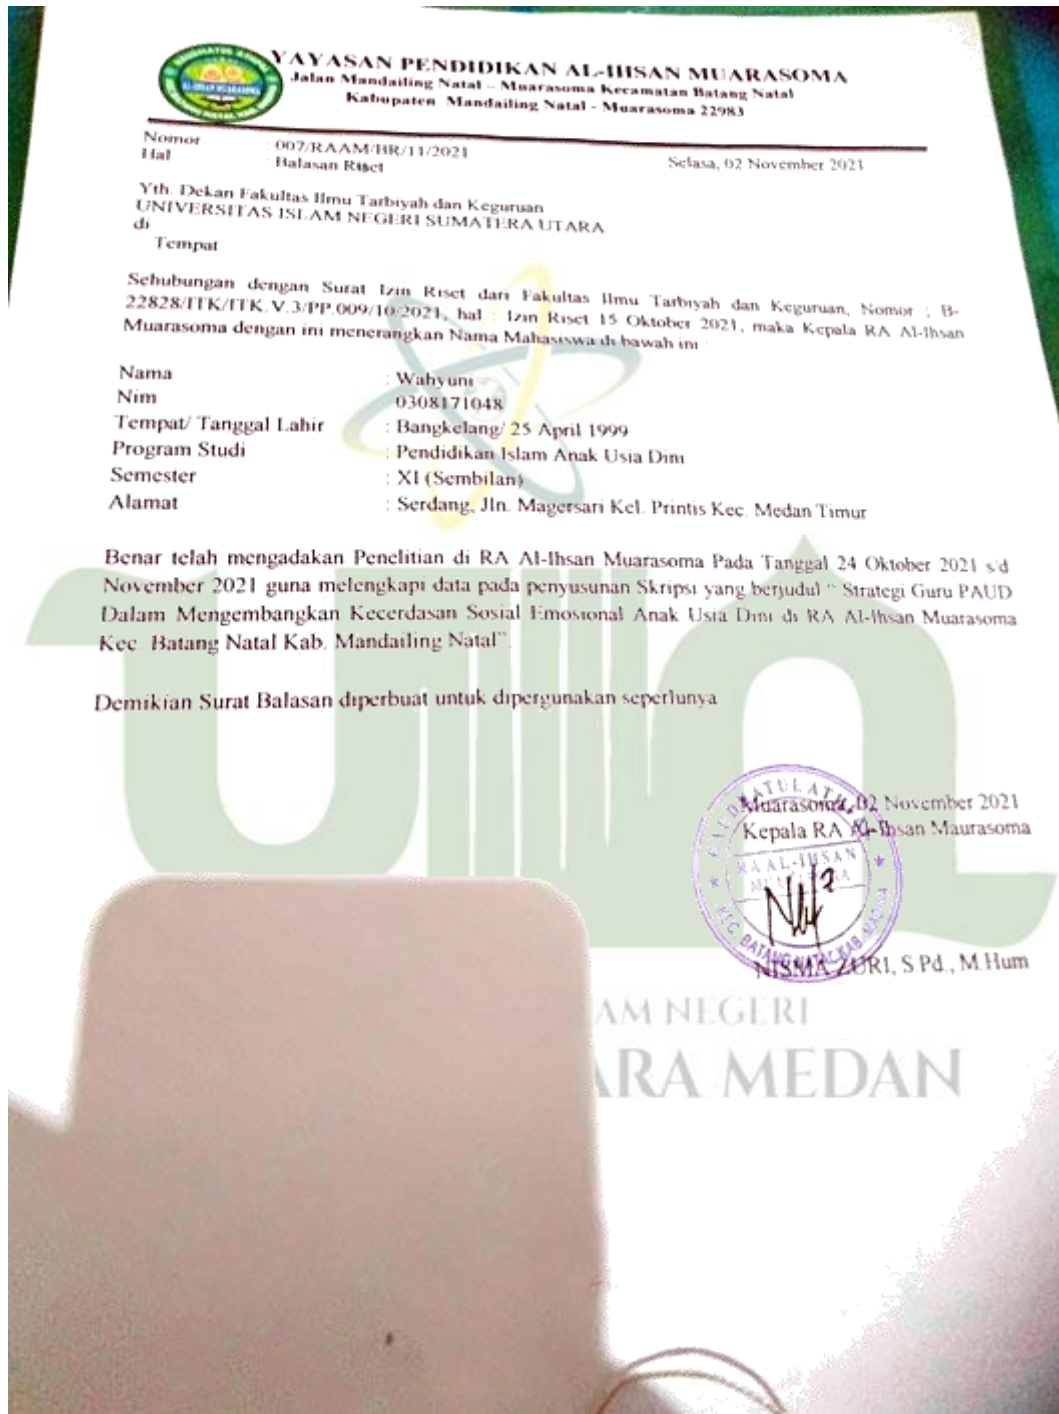 YAYASAN PENDIDIKAN AL-IHSAN MUARASOMA
Jalan Mandailing Natal – Muarasoma Kecamatan Batang Natal
Kabupaten Mandailing Natal - Muarasoma 22983
Nomor : 007/RAAM/BR/11/2021
Hal : Balasan Riset
Selasa, 02 November 2021
Yth. Dekan Fakultas Ilmu Tarbiyah dan Keguruan
UNIVERSITAS ISLAM NEGERI SUMATERA UTARA
di
Tempat
Sehubungan dengan Surat Izin Riset dari Fakultas Ilmu Tarbiyah dan Keguruan, Nomor : B-
22828/ITK/ITK.V.3/PP.009/10/2021, hal : Izin Riset 15 Oktober 2021, maka Kepala RA Al-Ihsan
Muarasoma dengan ini menerangkan Nama Mahasiswa di bawah ini :
Nama : Wahyuni
Nim 0308171048
Tempat/ Tanggal Lahir : Bangkelang/ 25 April 1999
Program Studi : Pendidikan Islam Anak Usia Dini
Semester : XI (Sembilan)
Alamat : Serdang, Jln. Magersari Kel. Printis Kec. Medan Timur
Benar telah mengadakan Penelitian di RA Al-Ihsan Muarasoma Pada Tanggal 24 Oktober 2021 s/d
November 2021 guna melengkapi data pada penyusunan Skripsi yang berjudul “ Strategi Guru PAUD
Dalam Mengembangkan Kecerdasan Sosial Emosional Anak Usia Dini di RA Al-Ihsan Muarasoma
Kec. Batang Natal Kab. Mandailing Natal”.
Demikian Surat Balasan diperbuat untuk dipergunakan seperlunya
Muarasoma, 02 November 2021
Kepala RA Al-Ihsan Maurasoma
RA AL-IHSAN
KEC. BATANG NATAL KAB. MADINA
NISMA ZURI, S.Pd., M.Hum
AM NEGERI
ARA MEDAN